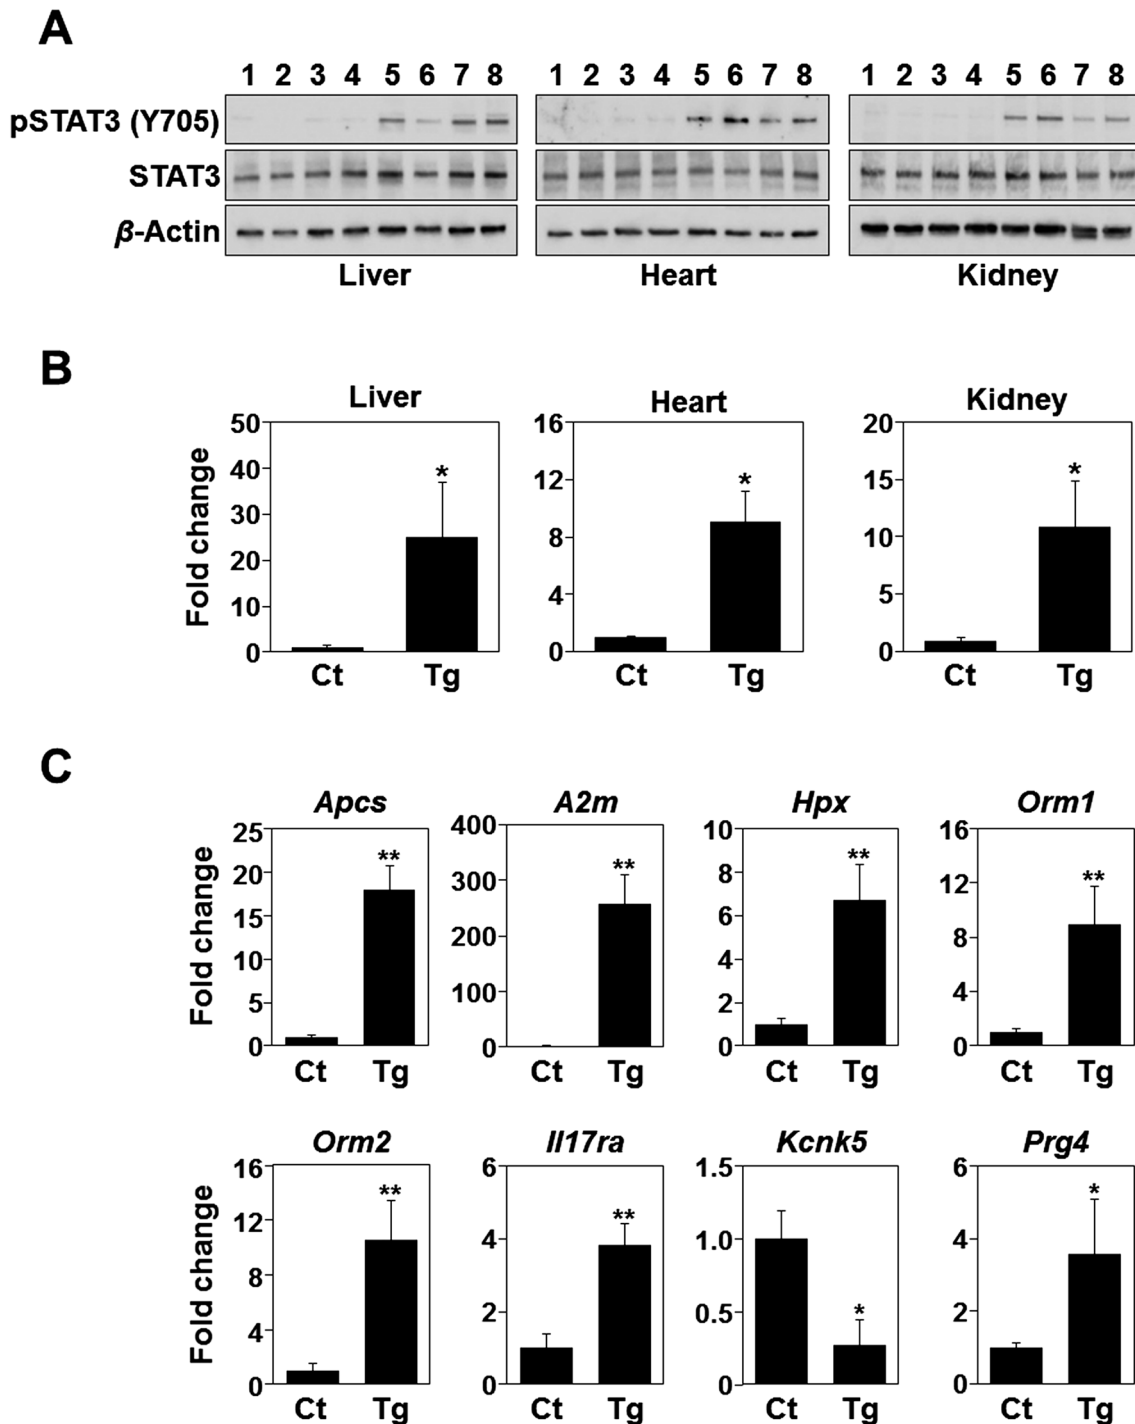 A
1 2 3 4 5 6 7 8 1 2 3 4 5 6 7 8 1 2 3 4 5 6 7 8
pSTAT3 (Y705)
STAT3
β-Actin
Liver Heart Kidney
B
Liver Heart Kidney
Fold change
50
40
30
20
10
0
Ct Tg
*
16
12
8
4
0
Ct Tg
*
20
15
10
5
0
Ct Tg
*
C
Apcs A2m Hpx Orm1
Fold change
25
20
15
10
5
0
Ct Tg
**
400
300
200
100
0
Ct Tg
**
10
8
6
4
2
0
Ct Tg
**
16
12
8
4
0
Ct Tg
**
Orm2 Il17ra Kcnk5 Prg4
Fold change
16
12
8
4
0
Ct Tg
**
6
4
2
0
Ct Tg
**
1.5
1.0
0.5
0
Ct Tg
*
6
4
2
0
Ct Tg
*